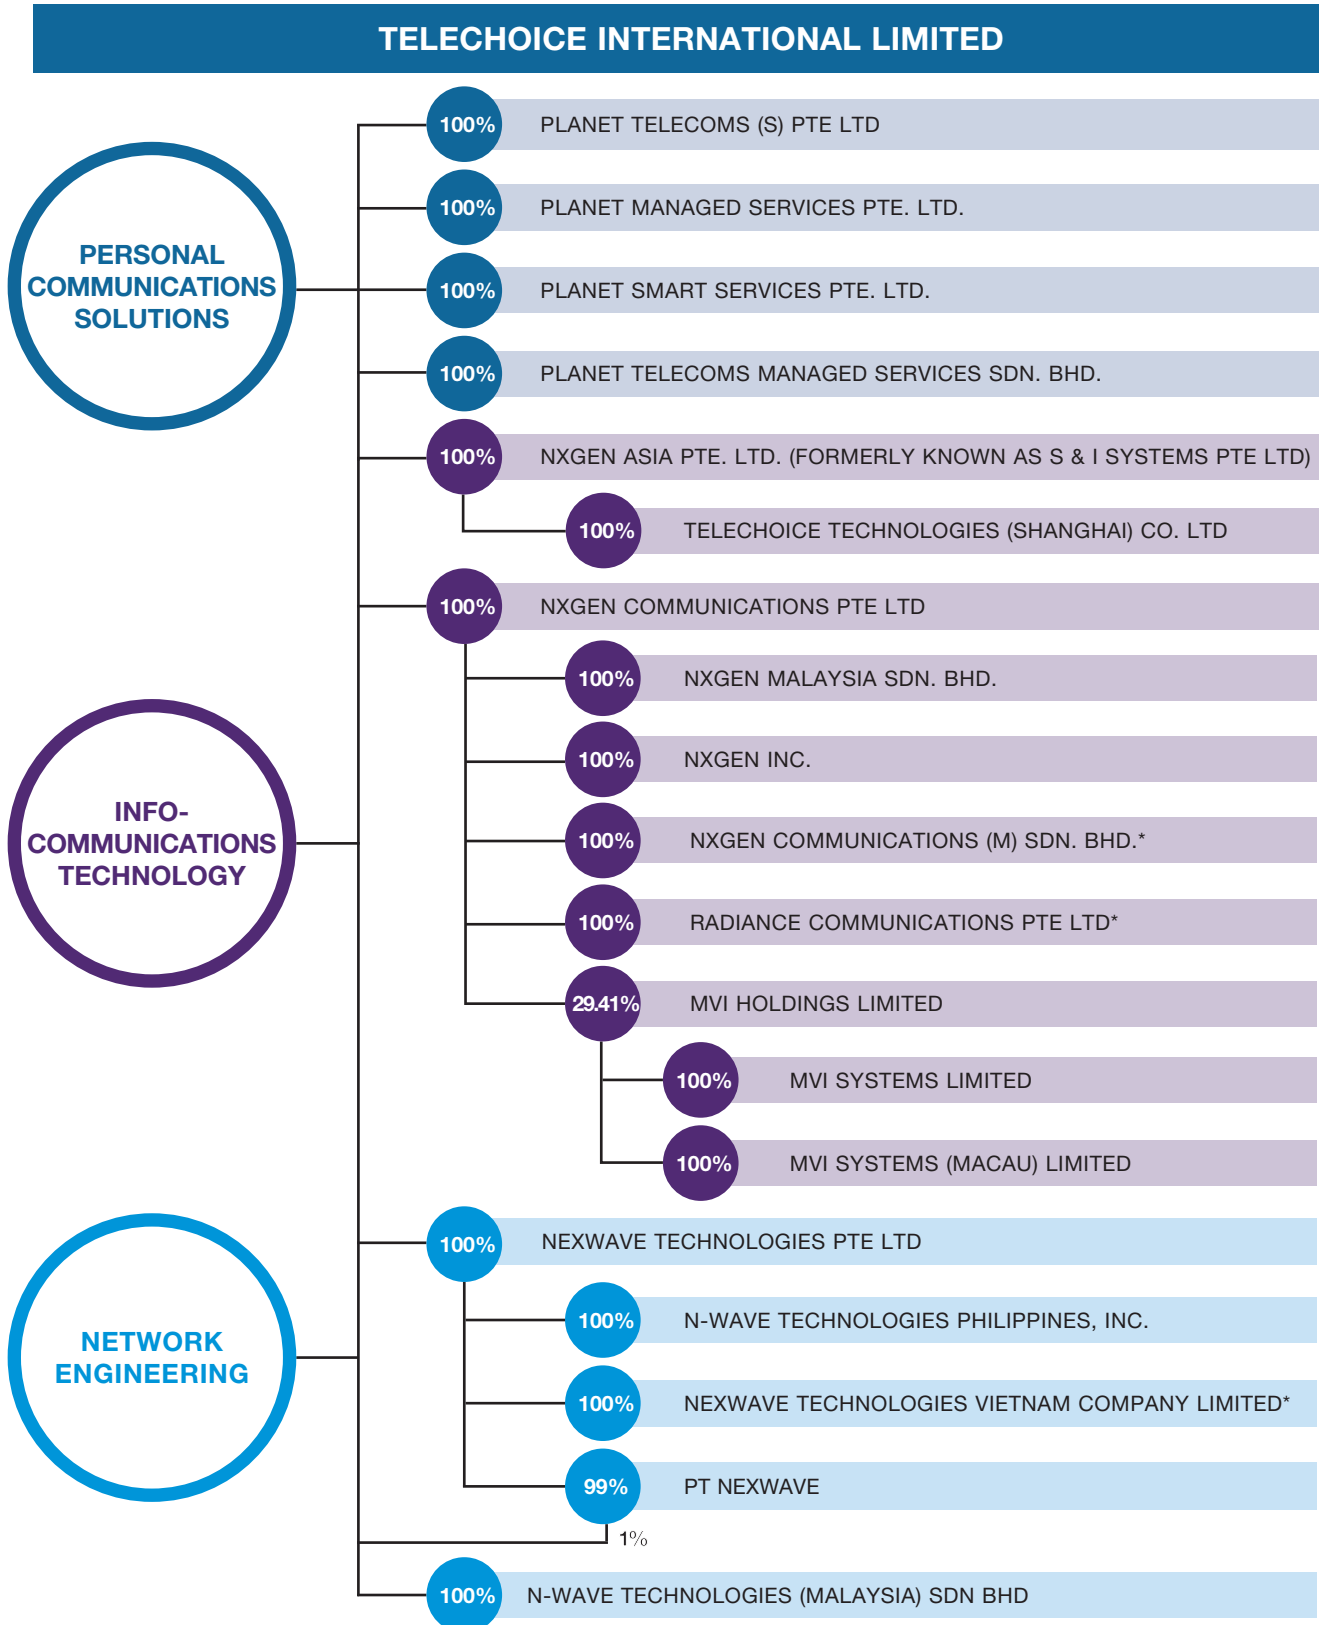 TELECHOICE INTERNATIONAL LIMITED
PERSONAL
COMMUNICATIONS
SOLUTIONS
100% PLANET TELECOMS (S) PTE LTD
100% PLANET MANAGED SERVICES PTE. LTD.
100% PLANET SMART SERVICES PTE. LTD.
100% PLANET TELECOMS MANAGED SERVICES SDN. BHD.
INFO-
COMMUNICATIONS
TECHNOLOGY
100% NXGEN ASIA PTE. LTD. (FORMERLY KNOWN AS S & I SYSTEMS PTE LTD)
100% TELECHOICE TECHNOLOGIES (SHANGHAI) CO. LTD
100% NXGEN COMMUNICATIONS PTE LTD
100% NXGEN MALAYSIA SDN. BHD.
100% NXGEN INC.
100% NXGEN COMMUNICATIONS (M) SDN. BHD.*
100% RADIANCE COMMUNICATIONS PTE LTD*
29.41% MVI HOLDINGS LIMITED
100% MVI SYSTEMS LIMITED
100% MVI SYSTEMS (MACAU) LIMITED
NETWORK
ENGINEERING
100% NEXWAVE TECHNOLOGIES PTE LTD
100% N-WAVE TECHNOLOGIES PHILIPPINES, INC.
100% NEXWAVE TECHNOLOGIES VIETNAM COMPANY LIMITED*
99% PT NEXWAVE
1%
100% N-WAVE TECHNOLOGIES (MALAYSIA) SDN BHD